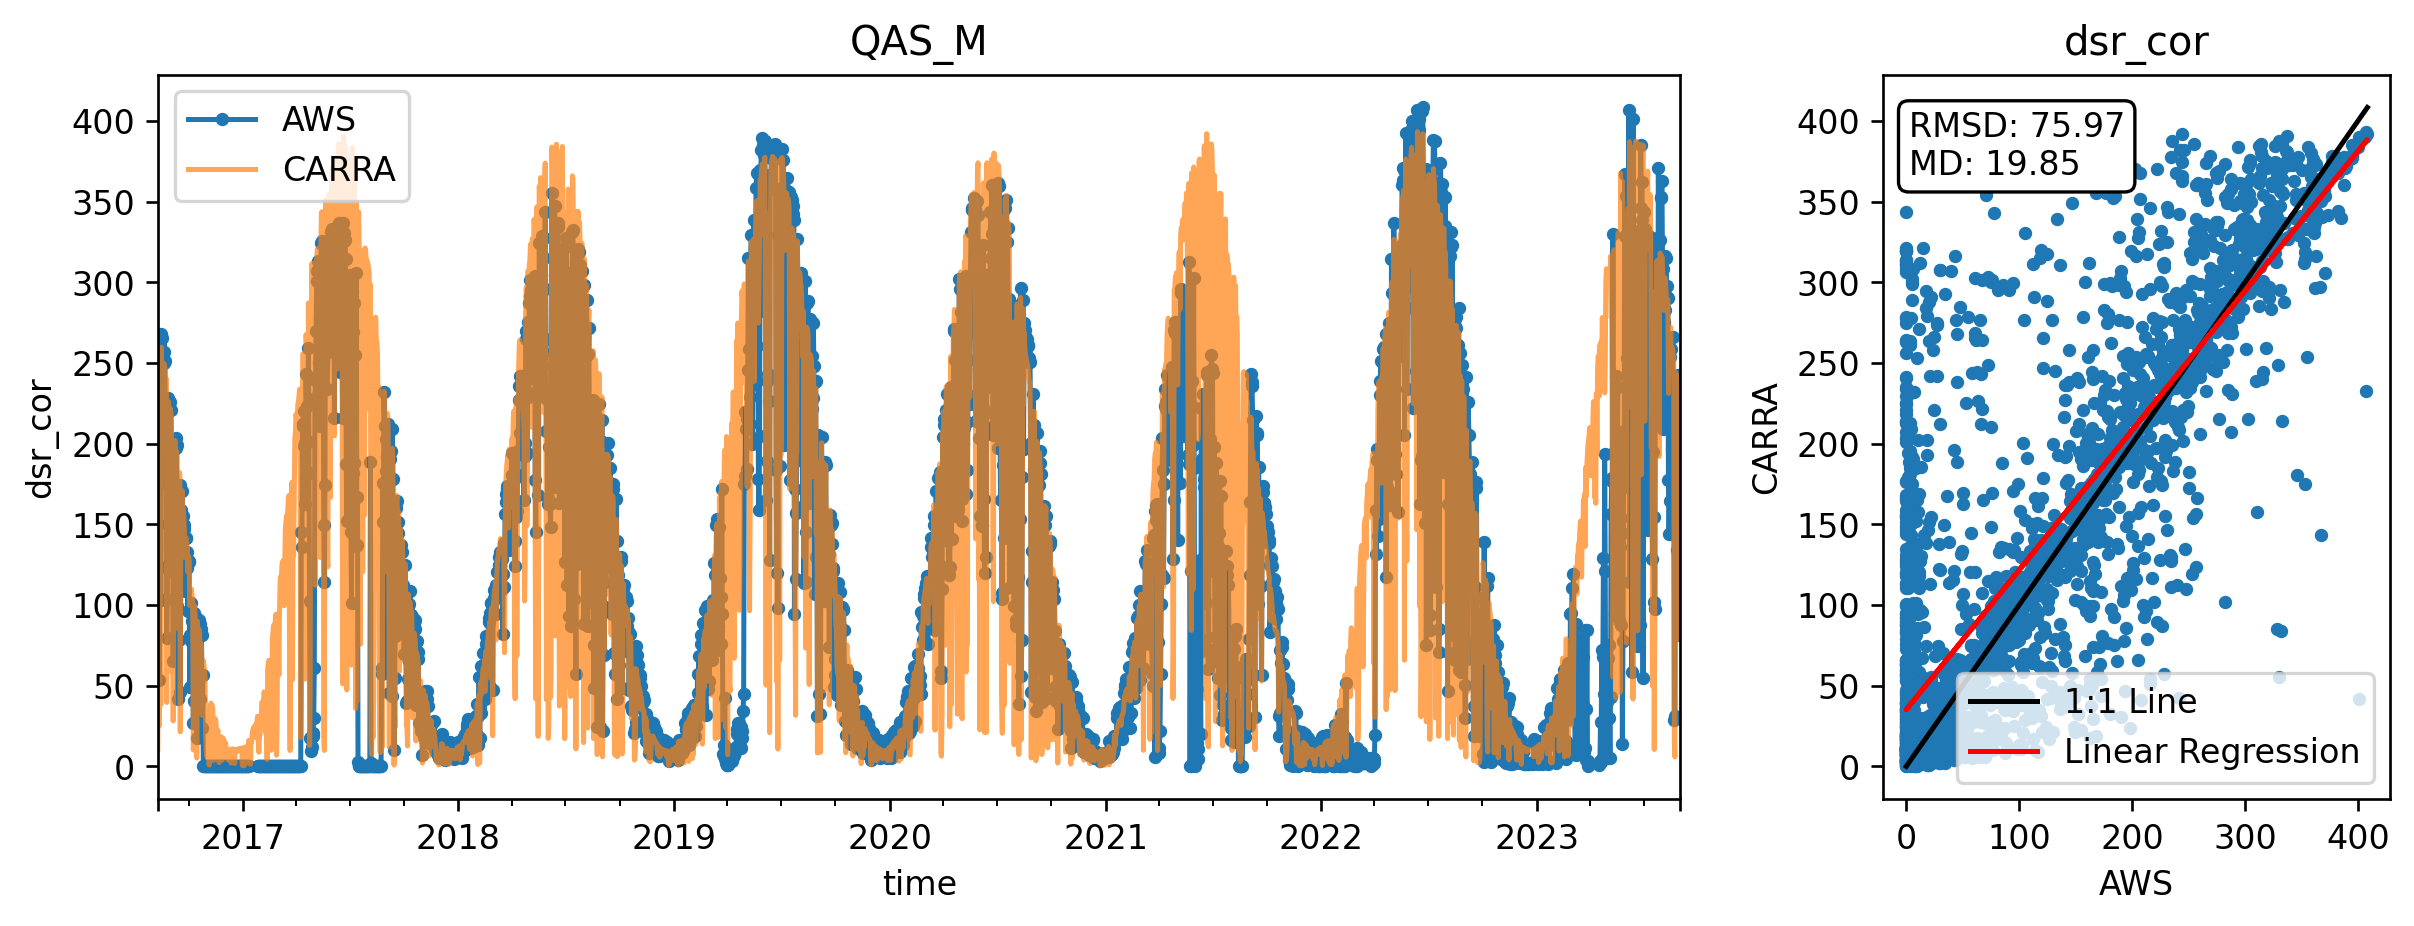 QAS_M
AWS
CARRA
dsr_cor
400
350
300
250
200
150
100
50
0
2017 2018 2019 2020 2021 2022 2023
time
dsr_cor
RMSD: 75.97
MD: 19.85
CARRA
400
350
300
250
200
150
100
50
0
1:1 Line
Linear Regression
0 100 200 300 400
AWS